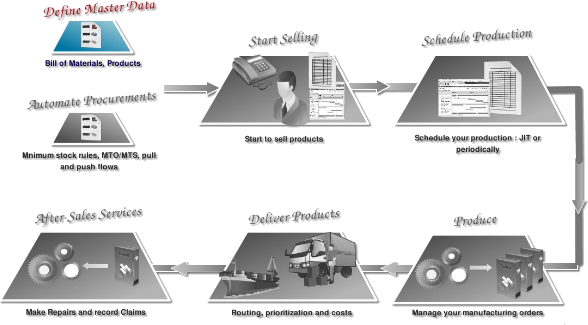 Define Master Data
Bill of Materials, Products
Automate Procurements
Mnimum stock rules, MTO/MTS, pull
and push flows
Start Selling
Start to sell products
Schedule Production
Schedule your production : JIT or
periodically
Produce
Manage your manufacturing orders
Deliver Products
Routing, prioritization and costs
After Sales Services
Make Repairs and record Claims